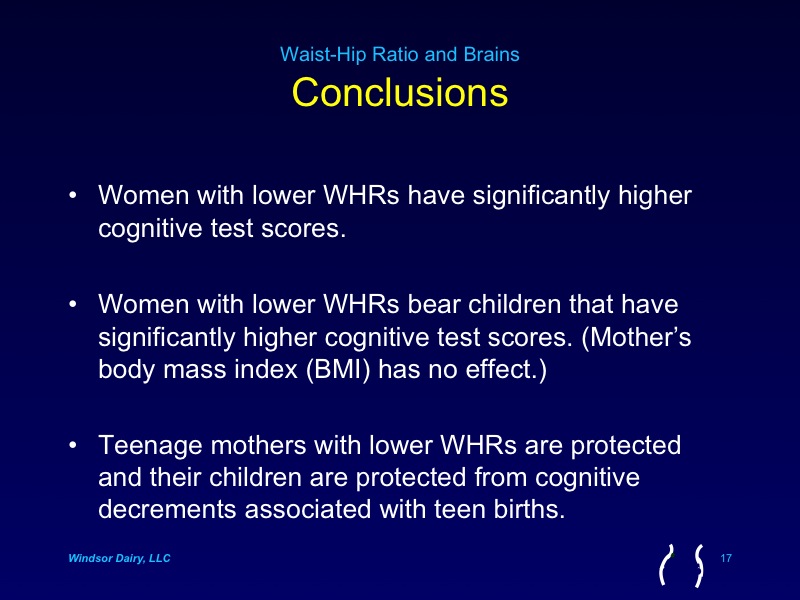 Waist-Hip Ratio and Brains
Conclusions
• Women with lower WHRs have significantly higher
cognitive test scores.
• Women with lower WHRs bear children that have
significantly higher cognitive test scores. (Mother’s
body mass index (BMI) has no effect.)
• Teenage mothers with lower WHRs are protected
and their children are protected from cognitive
decrements associated with teen births.
Windsor Dairy, LLC
17